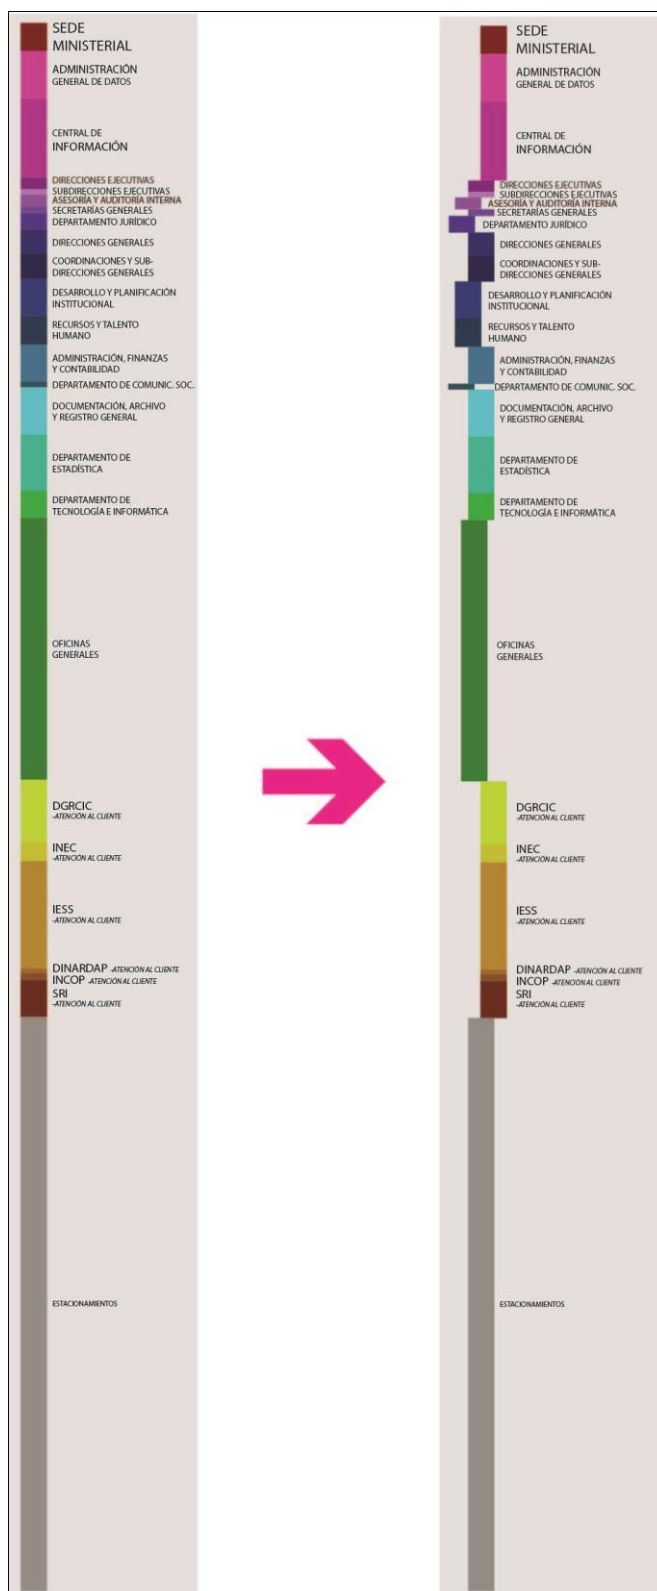 SEDE
MINISTERIAL
ADMINISTRACIÓN
GENERAL DE DATOS
CENTRAL DE
INFORMACIÓN
DIRECCIONES EJECUTIVAS
SUBDIRECCIONES EJECUTIVAS
ASESORÍA Y AUDITORÍA INTERNA
SECRETARÍAS GENERALES
DEPARTAMENTO JURÍDICO
DIRECCIONES GENERALES
COORDINACIONES Y SUB-
DIRECCIONES GENERALES
DESARROLLO Y PLANIFICACIÓN
INSTITUCIONAL
RECURSOS Y TALENTO
HUMANO
ADMINISTRACIÓN, FINANZAS
Y CONTABILIDAD
DEPARTAMENTO DE COMUNIC. SOC.
DOCUMENTACIÓN, ARCHIVO
Y REGISTRO GENERAL
DEPARTAMENTO DE
ESTADÍSTICA
DEPARTAMENTO DE
TECNOLOGÍA E INFORMÁTICA
OFICINAS
GENERALES
DGRCIC
-ATENCIÓN AL CLIENTE
INEC
-ATENCIÓN AL CLIENTE
IESS
-ATENCIÓN AL CLIENTE
DINARDAP -ATENCIÓN AL CLIENTE
INCOP -ATENCIÓN AL CLIENTE
SRI
-ATENCIÓN AL CLIENTE
ESTACIONAMIENTOS
SEDE
MINISTERIAL
ADMINISTRACIÓN
GENERAL DE DATOS
CENTRAL DE
INFORMACIÓN
DIRECCIONES EJECUTIVAS
SUBDIRECCIONES EJECUTIVAS
ASESORÍA Y AUDITORÍA INTERNA
SECRETARÍAS GENERALES
DEPARTAMENTO JURÍDICO
DIRECCIONES GENERALES
COORDINACIONES Y SUB-
DIRECCIONES GENERALES
DESARROLLO Y PLANIFICACIÓN
INSTITUCIONAL
RECURSOS Y TALENTO
HUMANO
ADMINISTRACIÓN, FINANZAS
Y CONTABILIDAD
DEPARTAMENTO DE COMUNIC. SOC.
DOCUMENTACIÓN, ARCHIVO
Y REGISTRO GENERAL
DEPARTAMENTO DE
ESTADÍSTICA
DEPARTAMENTO DE
TECNOLOGÍA E INFORMÁTICA
OFICINAS
GENERALES
DGRCIC
-ATENCIÓN AL CLIENTE
INEC
-ATENCIÓN AL CLIENTE
IESS
-ATENCIÓN AL CLIENTE
DINARDAP -ATENCIÓN AL CLIENTE
INCOP -ATENCIÓN AL CLIENTE
SRI
-ATENCIÓN AL CLIENTE
ESTACIONAMIENTOS